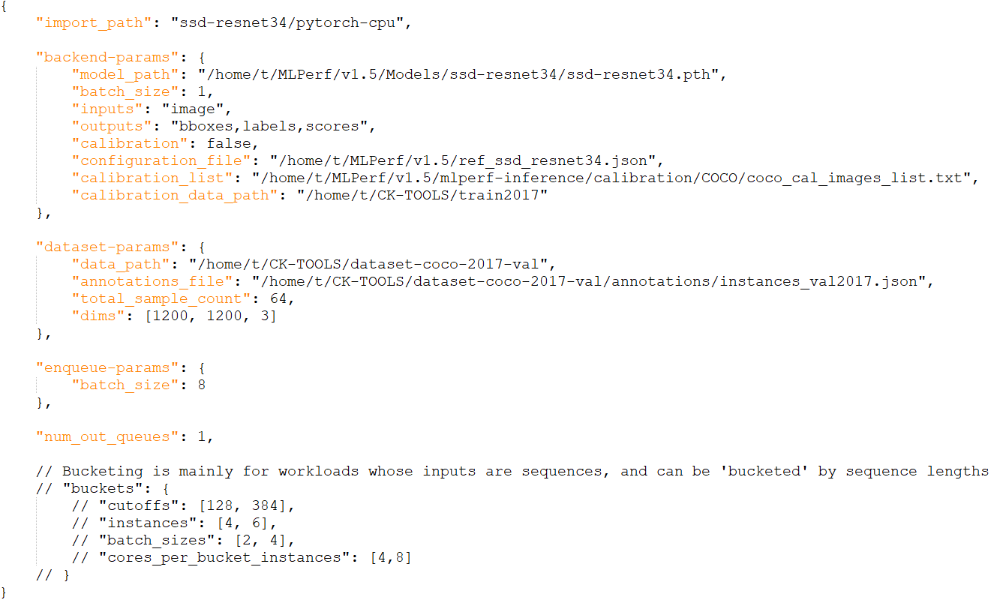 {
    "import_path": "ssd-resnet34/pytorch-cpu",

    "backend-params": {
        "model_path": "/home/t/MLPerf/v1.5/Models/ssd-resnet34/ssd-resnet34.pth",
        "batch_size": 1,
        "inputs": "image",
        "outputs": "bboxes,labels,scores",
        "calibration": false,
        "configuration_file": "/home/t/MLPerf/v1.5/ref_ssd_resnet34.json",
        "calibration_list": "/home/t/MLPerf/v1.5/mlperf-inference/calibration/COCO/coco_cal_images_list.txt",
        "calibration_data_path": "/home/t/CK-TOOLS/train2017"
    },

    "dataset-params": {
        "data_path": "/home/t/CK-TOOLS/dataset-coco-2017-val",
        "annotations_file": "/home/t/CK-TOOLS/dataset-coco-2017-val/annotations/instances_val2017.json",
        "total_sample_count": 64,
        "dims": [1200, 1200, 3]
    },

    "enqueue-params": {
        "batch_size": 8
    },

    "num_out_queues": 1,

    // Bucketing is mainly for workloads whose inputs are sequences, and can be 'bucketed' by sequence lengths
    // "buckets": {
        // "cutoffs": [128, 384],
        // "instances": [4, 6],
        // "batch_sizes": [2, 4],
        // "cores_per_bucket_instances": [4,8]
    // }
}